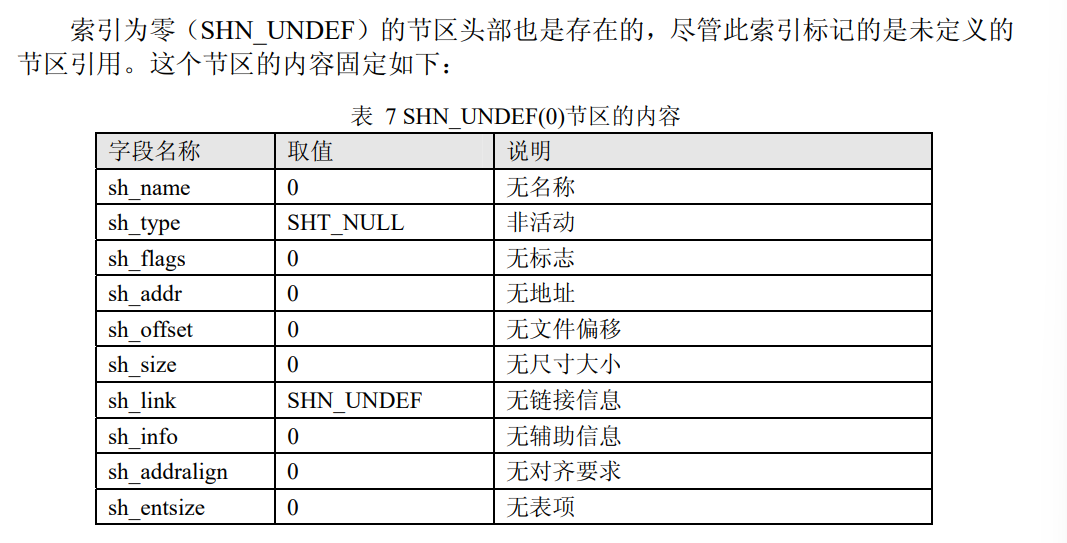 索引为零（SHN_UNDEF）的节区头部也是存在的，尽管此索引标记的是未定义的
节区引用。这个节区的内容固定如下：
表 7 SHN_UNDEF(0)节区的内容
字段名称 取值 说明
sh_name 0 无名称
sh_type SHT_NULL 非活动
sh_flags 0 无标志
sh_addr 0 无地址
sh_offset 0 无文件偏移
sh_size 0 无尺寸大小
sh_link SHN_UNDEF 无链接信息
sh_info 0 无辅助信息
sh_addralign 0 无对齐要求
sh_entsize 0 无表项